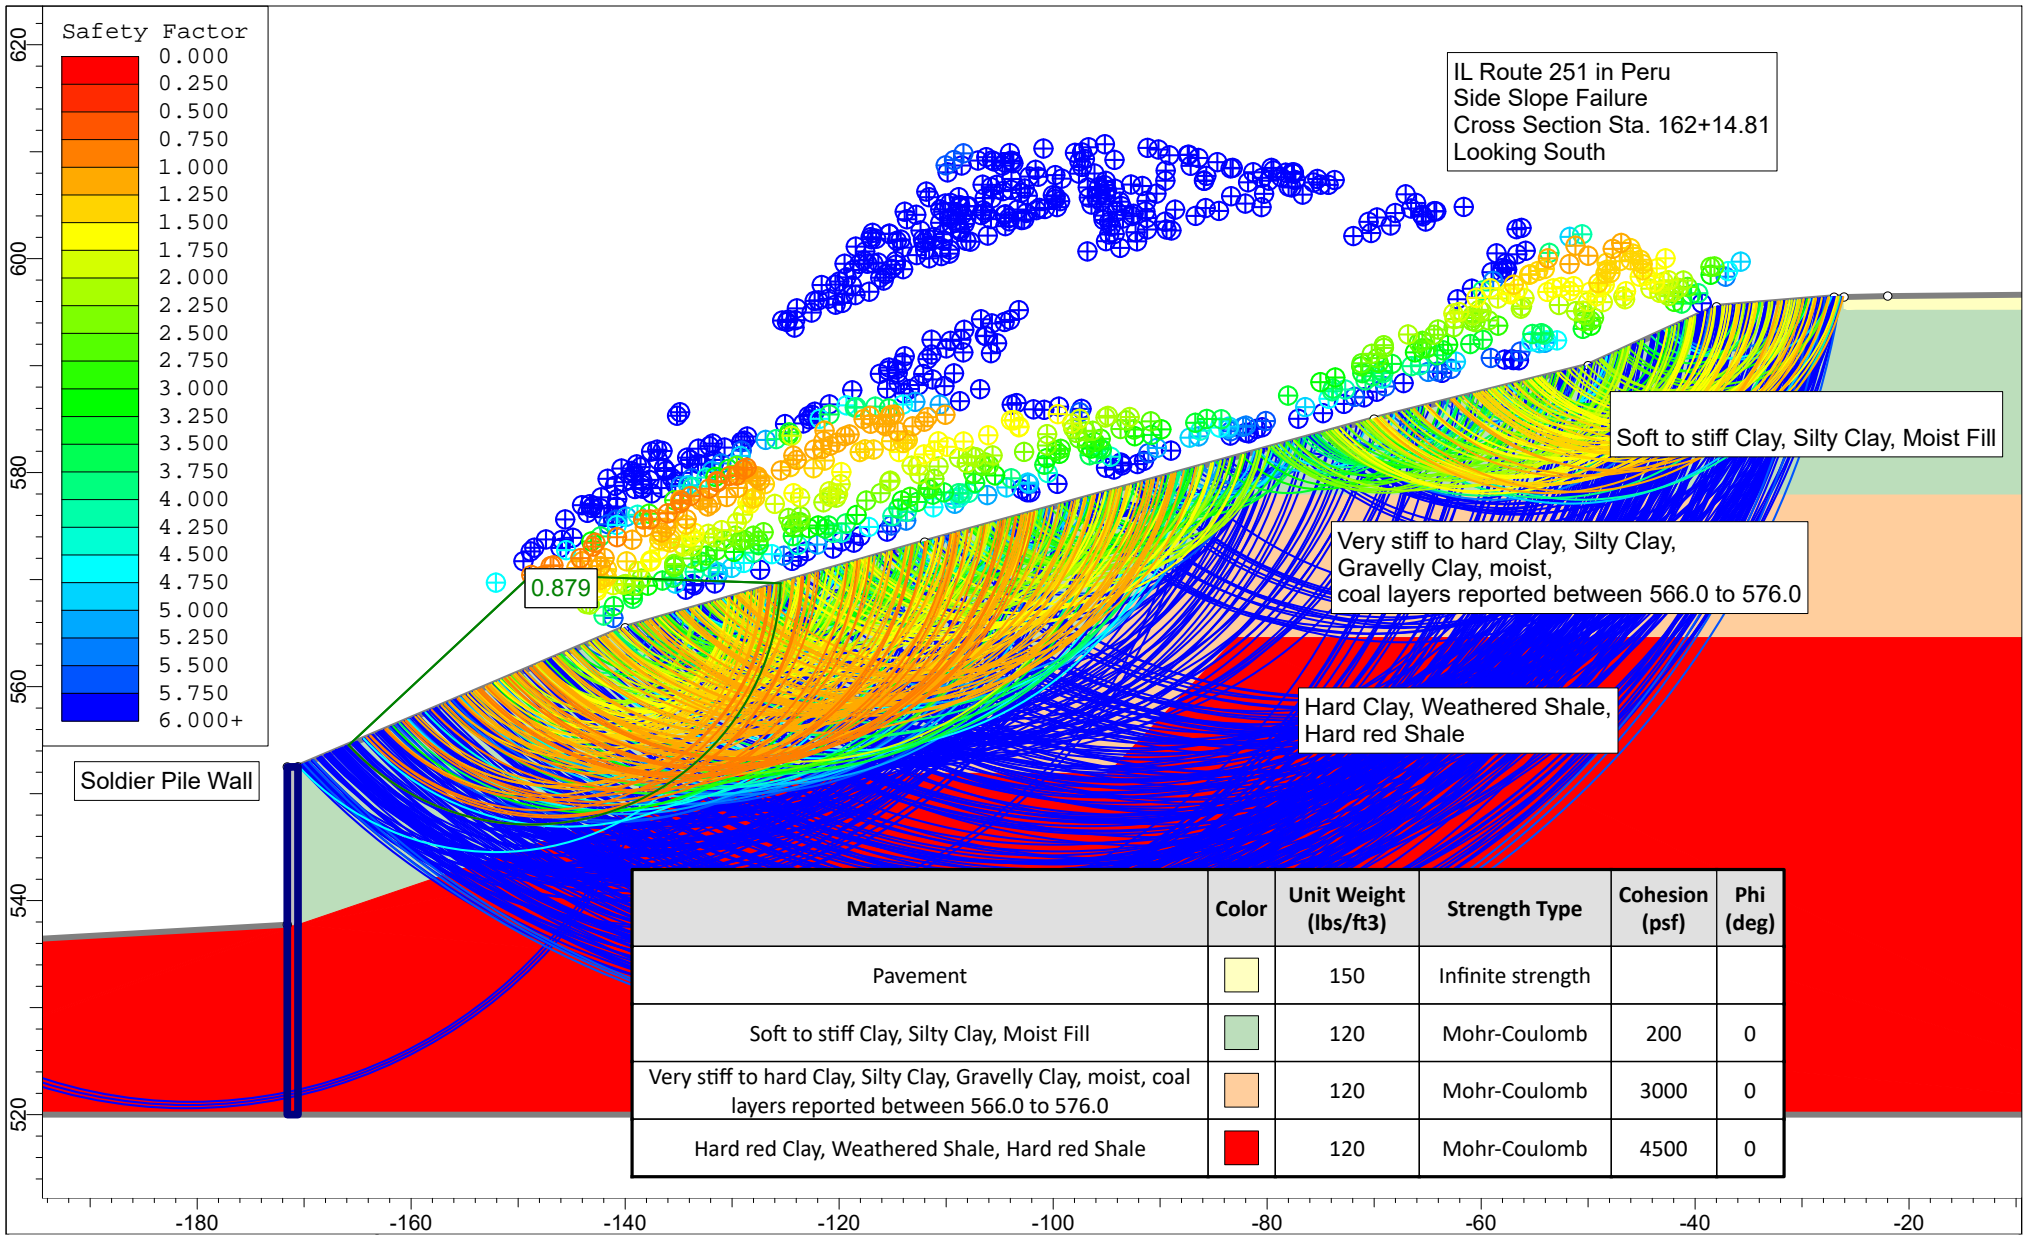 Safety Factor
0.000
0.250
0.500
0.750
1.000
1.250
1.500
1.750
2.000
2.250
2.500
2.750
3.000
3.250
3.500
3.750
4.000
4.250
4.500
4.750
5.000
5.250
5.500
5.750
6.000+
620
600
580
560
540
520
IL Route 251 in Peru
Side Slope Failure
Cross Section Sta. 162+14.81
Looking South
Soft to stiff Clay, Silty Clay, Moist Fill
Very stiff to hard Clay, Silty Clay,
Gravelly Clay, moist,
coal layers reported between 566.0 to 576.0
0.879
Hard Clay, Weathered Shale,
Hard red Shale
Soldier Pile Wall
Material Name Color Unit Weight (lbs/ft3) Strength Type Cohesion (psf) Phi (deg)
Pavement 150 Infinite strength
Soft to stiff Clay, Silty Clay, Moist Fill 120 Mohr-Coulomb 200 0
Very stiff to hard Clay, Silty Clay, Gravelly Clay, moist, coal
layers reported between 566.0 to 576.0 120 Mohr-Coulomb 3000 0
Hard red Clay, Weathered Shale, Hard red Shale 120 Mohr-Coulomb 4500 0
-180 -160 -140 -120 -100 -80 -60 -40 -20